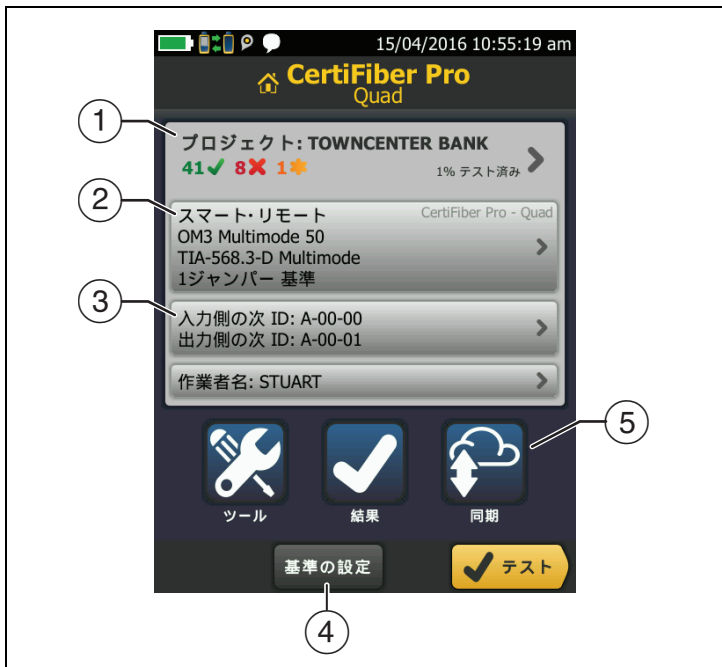 15/04/2016 10:55:19 am
CertiFiber Pro
Quad
1
プロジェクト: TOWNCENTER BANK
41 8 1
1% テスト済み
2
スマート・リモート
CertiFiber Pro - Quad
OM3 Multimode 50
TIA-568.3-D Multimode
1ジャンパー 基準
3
入力側の次 ID: A-00-00
出力側の次 ID: A-00-01
作業者名: STUART
5
ツール
結果
同期
基準の設定
テスト
4